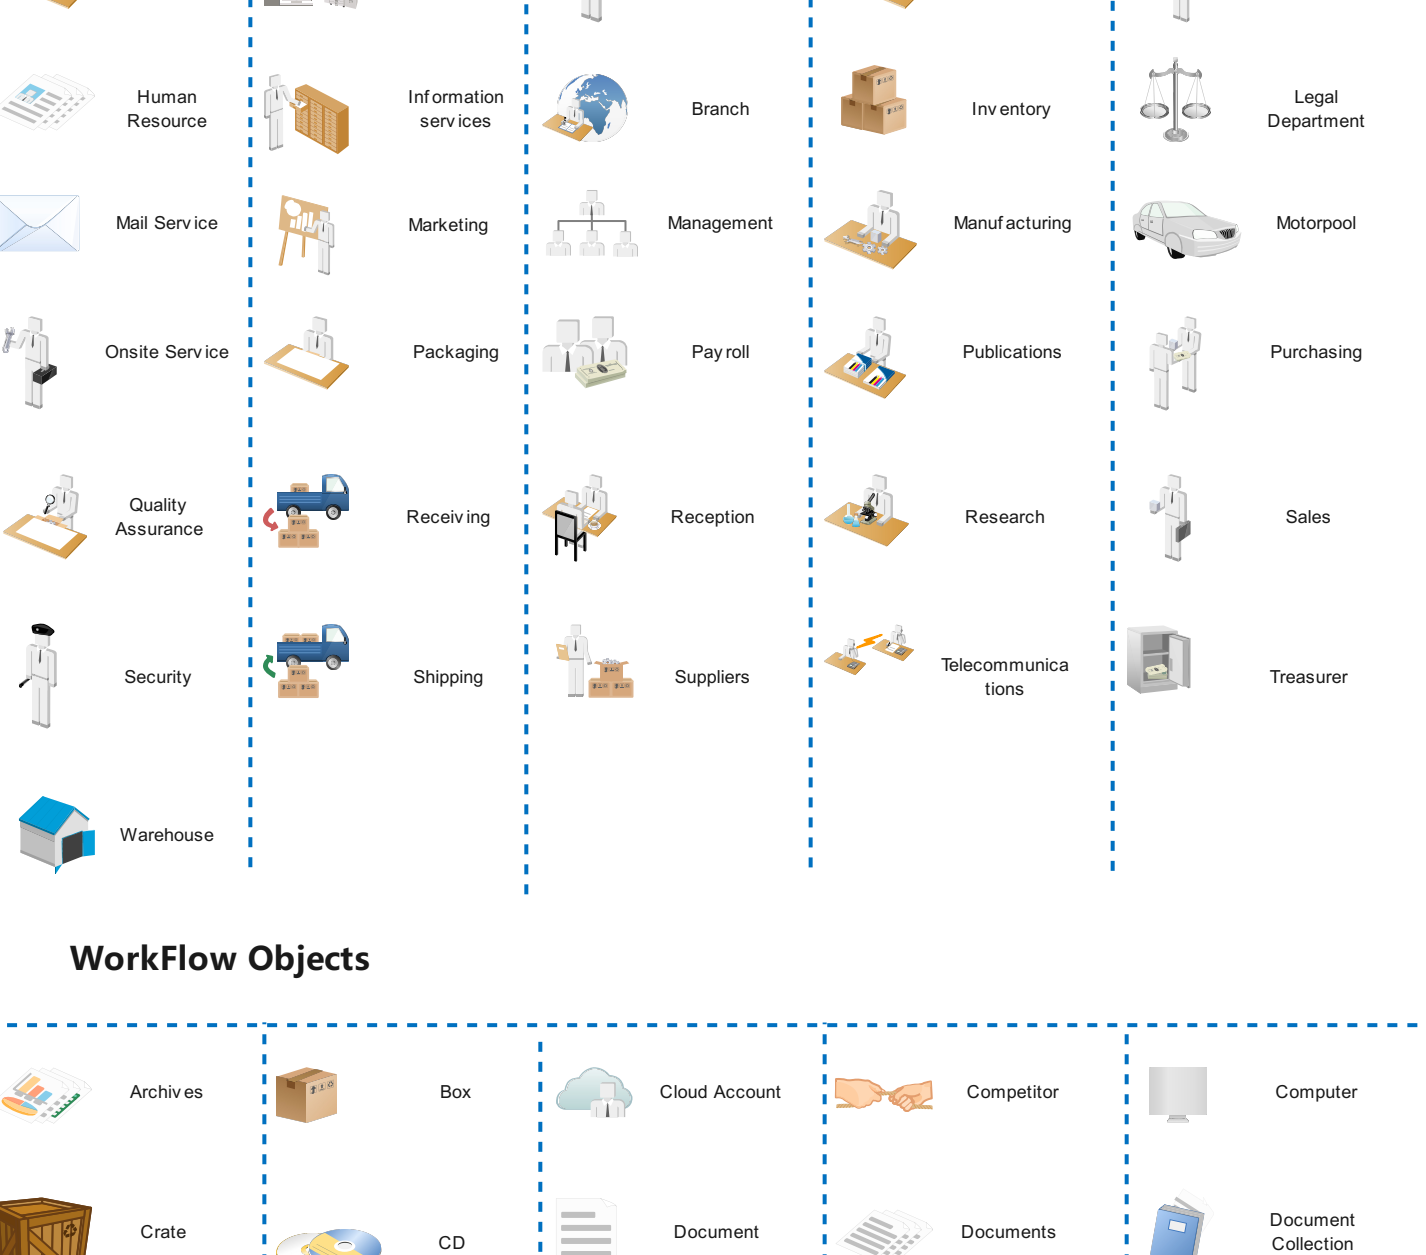 Human
Resource
Information
services
Branch
Inventory
Legal
Department
Mail Service
Marketing
Management
Manufacturing
Motorpool
Onsite Service
Packaging
Payroll
Publications
Purchasing
Quality
Assurance
Receiving
Reception
Research
Sales
Security
Shipping
Suppliers
Telecommunica
tions
Treasurer
Warehouse
WorkFlow Objects
Archives
Box
Cloud Account
Competitor
Computer
Crate
CD
Document
Documents
Document
Collection